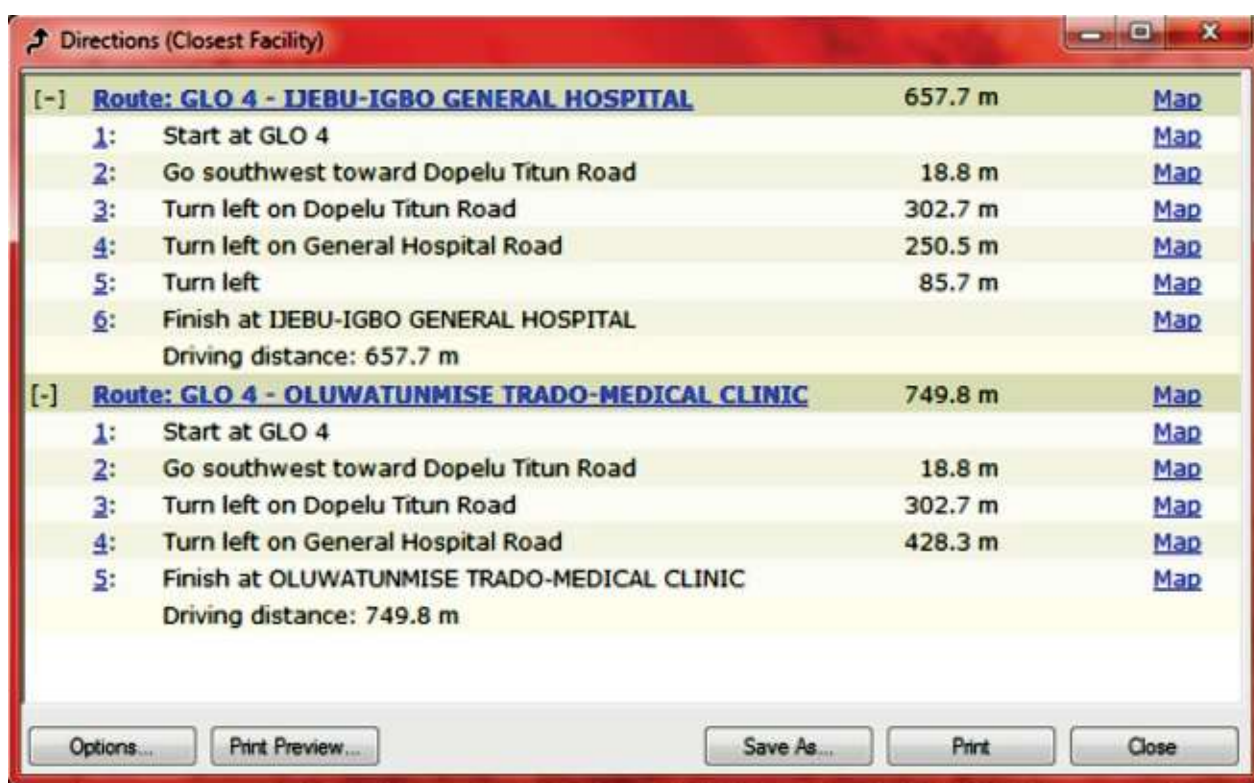 Directions (Closest Facility)
[-] Route: GLO 4 - IJEBU-IGBO GENERAL HOSPITAL 657.7 m Map
1: Start at GLO 4 Map
2: Go southwest toward Dopelu Titun Road 18.8 m Map
3: Turn left on Dopelu Titun Road 302.7 m Map
4: Turn left on General Hospital Road 250.5 m Map
5: Turn left 85.7 m Map
6: Finish at IJEBU-IGBO GENERAL HOSPITAL Map
Driving distance: 657.7 m
[-] Route: GLO 4 - OLUWATUNMISE TRADO-MEDICAL CLINIC 749.8 m Map
1: Start at GLO 4 Map
2: Go southwest toward Dopelu Titun Road 18.8 m Map
3: Turn left on Dopelu Titun Road 302.7 m Map
4: Turn left on General Hospital Road 428.3 m Map
5: Finish at OLUWATUNMISE TRADO-MEDICAL CLINIC Map
Driving distance: 749.8 m
Options... Print Preview... Save As... Print Close